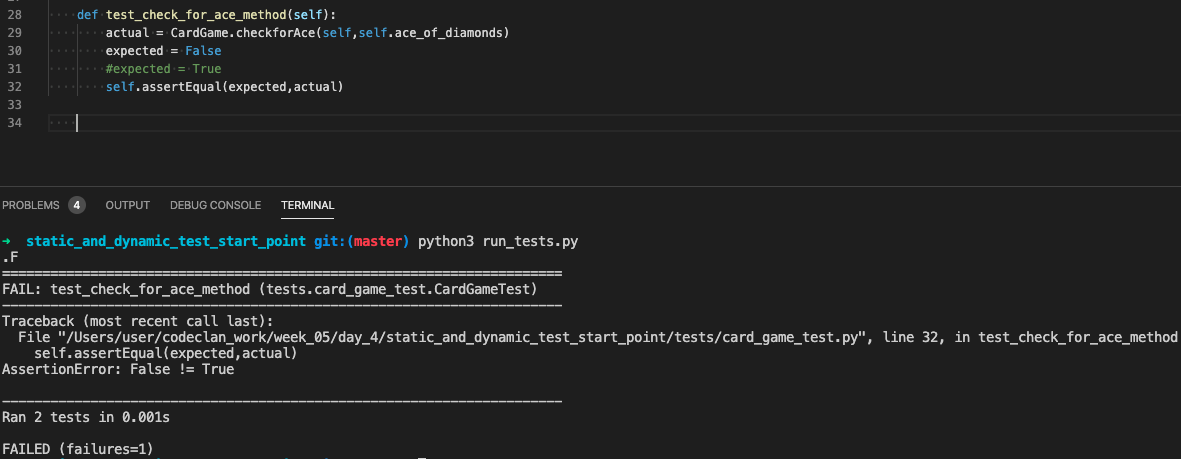 28 def test_check_for_ace_method(self):
29 actual = CardGame.checkforAce(self,self.ace_of_diamonds)
30 expected = False
31 #expected = True
32 self.assertEqual(expected,actual)
33
34
PROBLEMS 4 OUTPUT DEBUG CONSOLE TERMINAL
→ static_and_dynamic_test_start_point git:(master) python3 run_tests.py
.F
======================================================================
FAIL: test_check_for_ace_method (tests.card_game_test.CardGameTest)
----------------------------------------------------------------------
Traceback (most recent call last):
File "/Users/user/codeclan_work/week_05/day_4/static_and_dynamic_test_start_point/tests/card_game_test.py", line 32, in test_check_for_ace_method
self.assertEqual(expected,actual)
AssertionError: False != True
----------------------------------------------------------------------
Ran 2 tests in 0.001s
FAILED (failures=1)